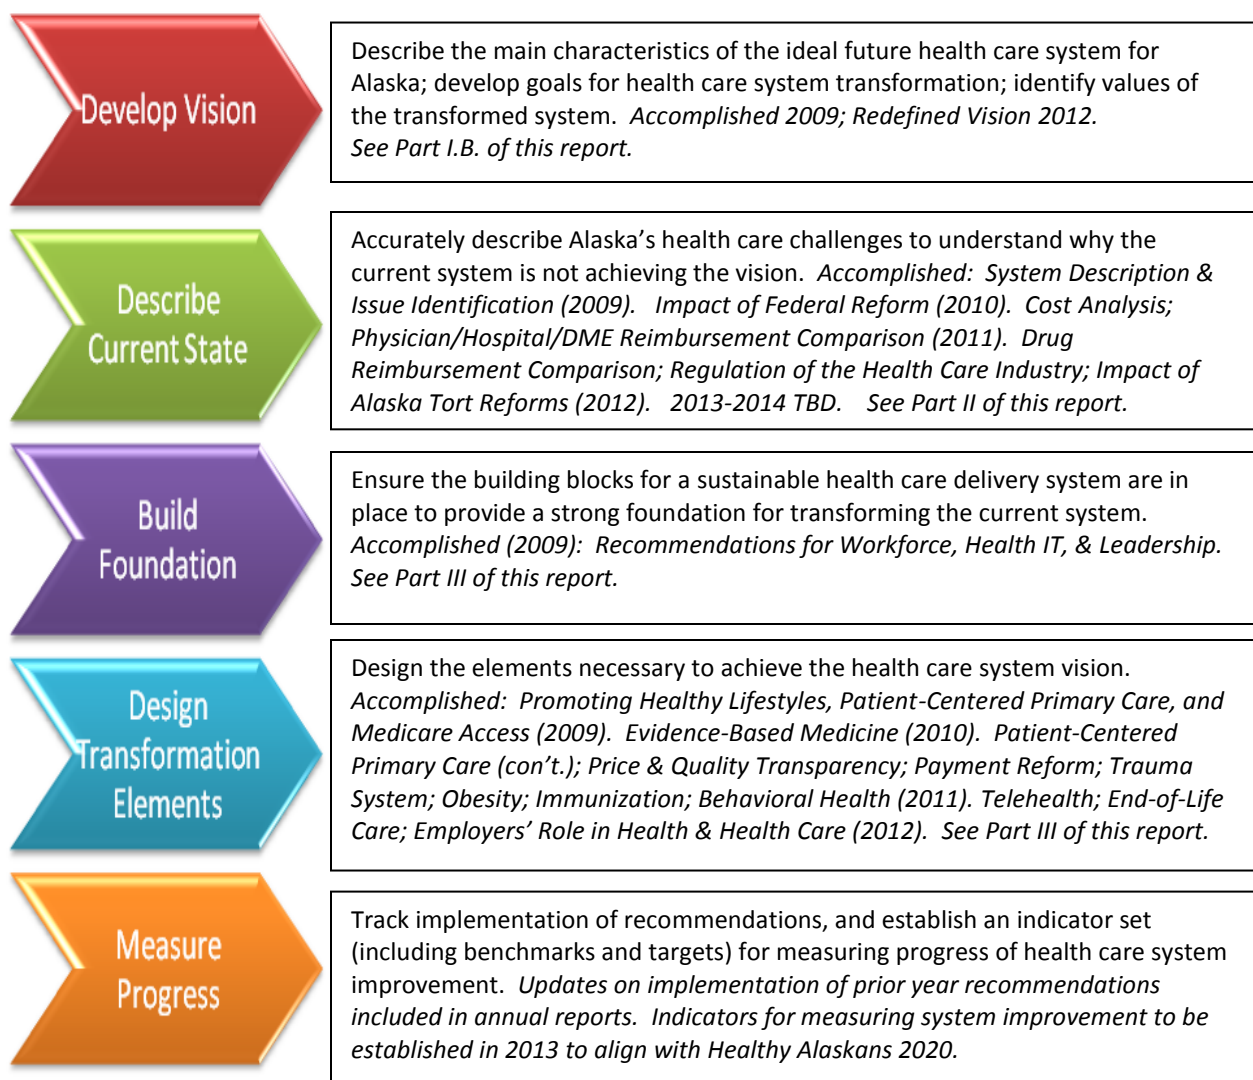 Develop Vision
Describe the main characteristics of the ideal future health care system for
Alaska; develop goals for health care system transformation; identify values of
the transformed system.  Accomplished 2009; Redefined Vision 2012.
See Part I.B. of this report.
Describe
Current State
Accurately describe Alaska’s health care challenges to understand why the
current system is not achieving the vision.  Accomplished:  System Description &
Issue Identification (2009).   Impact of Federal Reform (2010).  Cost Analysis;
Physician/Hospital/DME Reimbursement Comparison (2011).  Drug
Reimbursement Comparison; Regulation of the Health Care Industry; Impact of
Alaska Tort Reforms (2012).   2013-2014 TBD.    See Part II of this report.
Build
Foundation
Ensure the building blocks for a sustainable health care delivery system are in
place to provide a strong foundation for transforming the current system.
Accomplished (2009):  Recommendations for Workforce, Health IT, & Leadership.
See Part III of this report.
Design
Transformation
Elements
Design the elements necessary to achieve the health care system vision.
Accomplished:  Promoting Healthy Lifestyles, Patient-Centered Primary Care, and
Medicare Access (2009).  Evidence-Based Medicine (2010).  Patient-Centered
Primary Care (con’t.); Price & Quality Transparency; Payment Reform; Trauma
System; Obesity; Immunization; Behavioral Health (2011). Telehealth; End-of-Life
Care; Employers’ Role in Health & Health Care (2012).  See Part III of this report.
Measure
Progress
Track implementation of recommendations, and establish an indicator set
(including benchmarks and targets) for measuring progress of health care system
improvement.  Updates on implementation of prior year recommendations
included in annual reports.  Indicators for measuring system improvement to be
established in 2013 to align with Healthy Alaskans 2020.